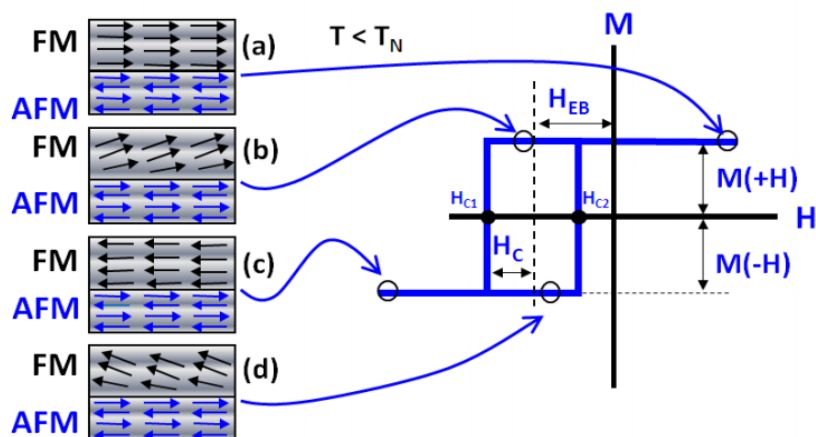 FM
(a)
AFM
FM
(b)
AFM
FM
(c)
AFM
FM
(d)
AFM
T < T_N
M
H_EB
H_C1
H_C2
H
H_C
M(+H)
M(-H)